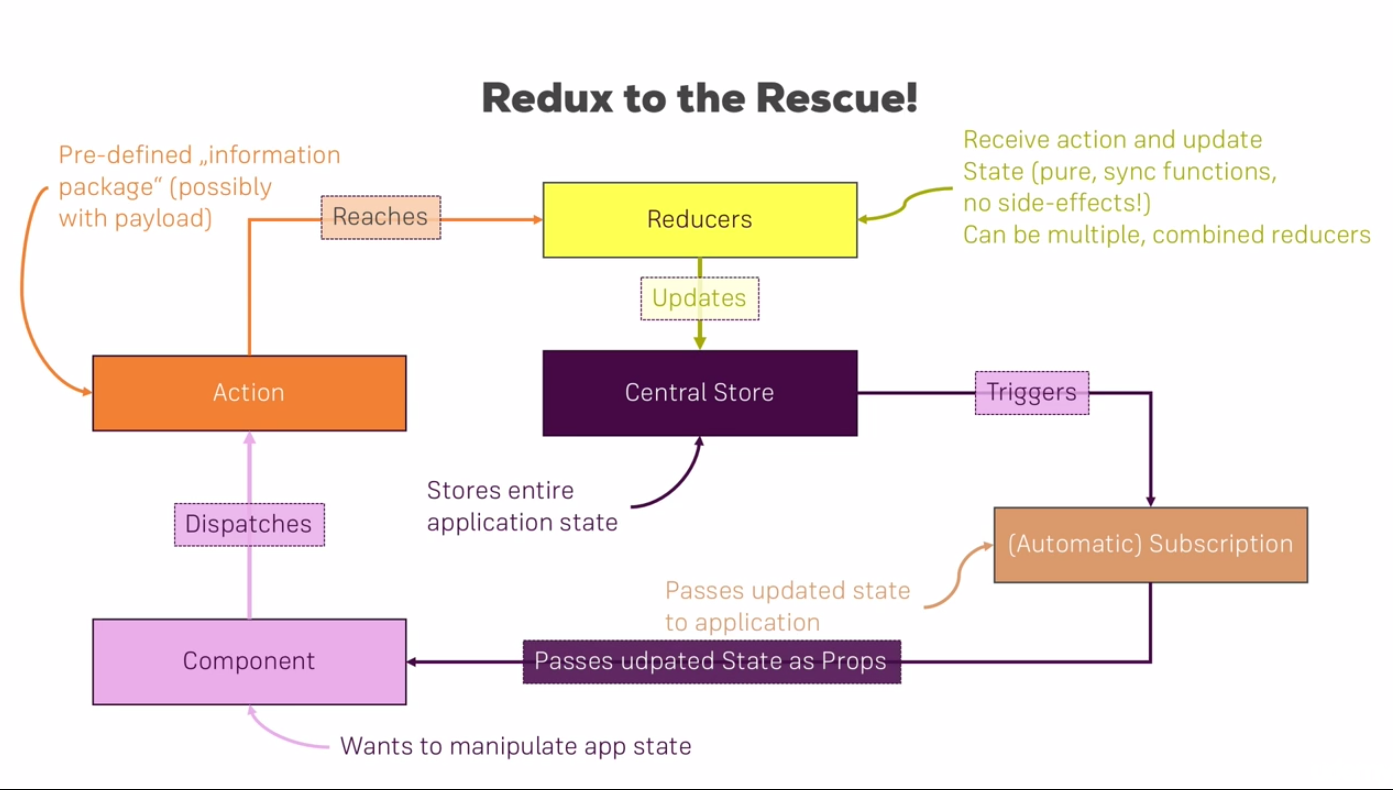 Redux to the Rescue!
Pre-defined „information
package“ (possibly
with payload)
Reaches
Reducers
Receive action and update
State (pure, sync functions,
no side-effects!)
Can be multiple, combined reducers
Updates
Action
Central Store
Triggers
Stores entire
application state
Dispatches
(Automatic) Subscription
Passes updated state
to application
Component
Passes udpated State as Props
Wants to manipulate app state